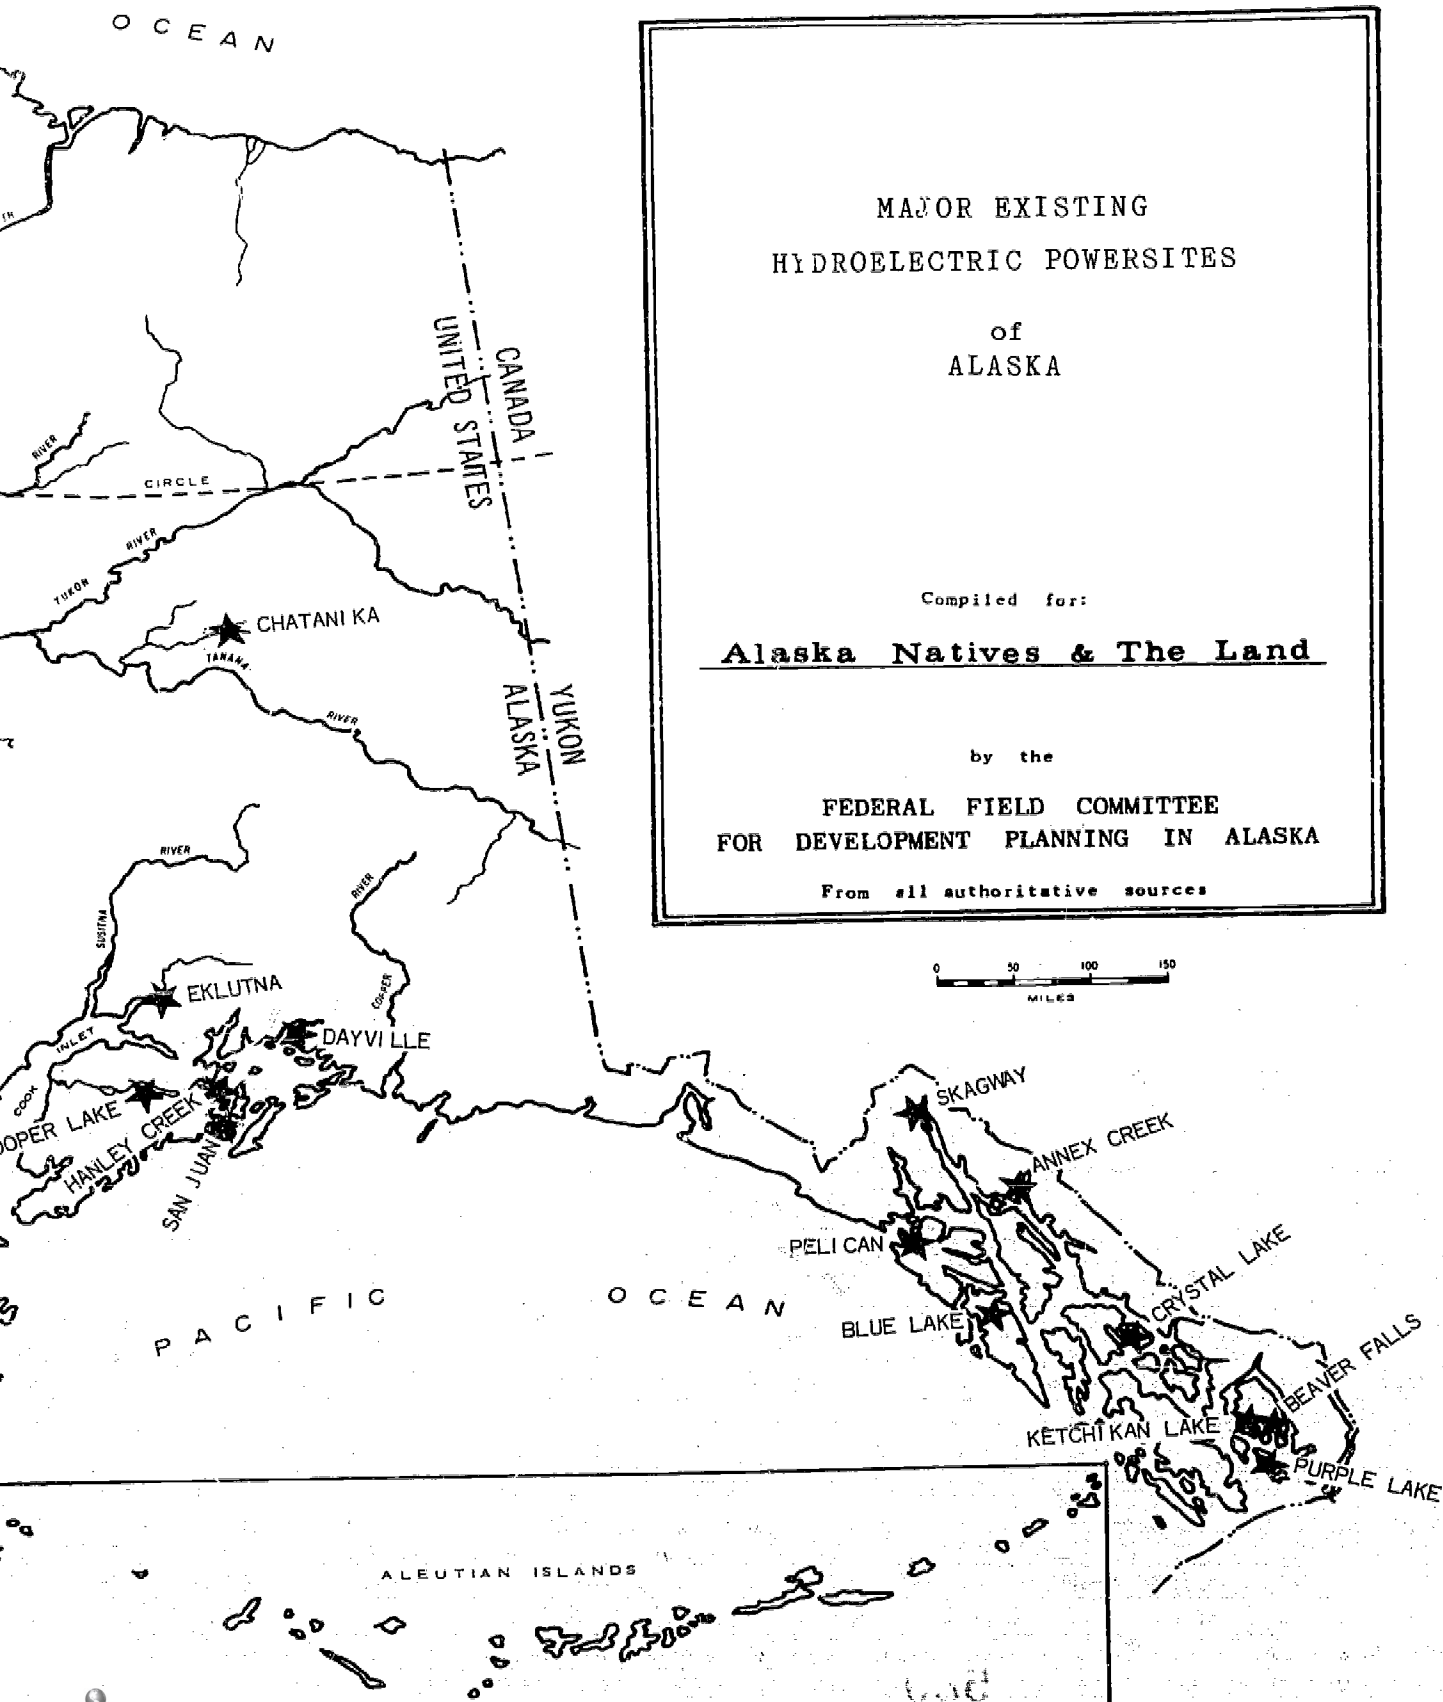 OCEAN
MAJOR EXISTING
HYDROELECTRIC POWERSITES
of
ALASKA
Compiled for:
Alaska Natives & The Land
by the
FEDERAL FIELD COMMITTEE
FOR DEVELOPMENT PLANNING IN ALASKA
From all authoritative sources
0 50 100 150
MILES
UNITED STATES
CANADA
RIVER
CIRCLE
YUKON RIVER
CHATANIKA
TANANA RIVER
ALASKA
YUKON
SUSITNA RIVER
COPPER RIVER
EKLUTNA
DAYVILLE
COOK INLET
OOPER LAKE
HANLEY CREEK
SAN JUAN
SKAGWAY
ANNEX CREEK
PELICAN
BLUE LAKE
CRYSTAL LAKE
BEAVER FALLS
KETCHIKAN LAKE
PURPLE LAKE
PACIFIC OCEAN
ALEUTIAN ISLANDS